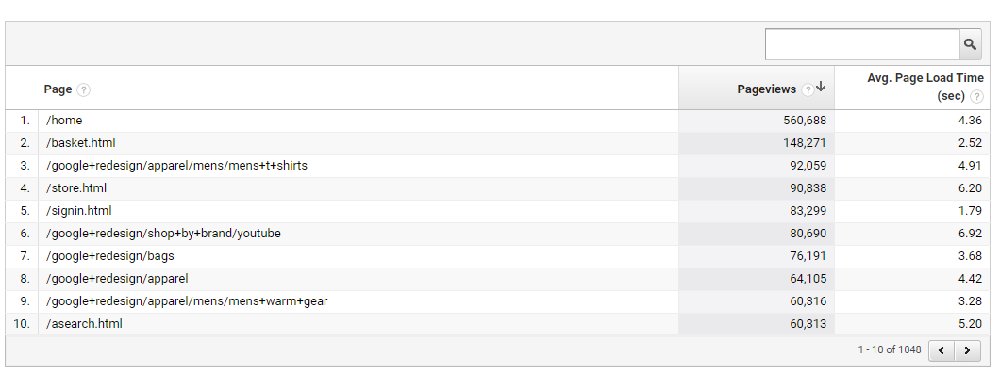 Page ? Pageviews ? Avg. Page Load Time (sec) ?
1. /home 560,688 4.36
2. /basket.html 148,271 2.52
3. /google+redesign/apparel/mens/mens+t+shirts 92,059 4.91
4. /store.html 90,838 6.20
5. /signin.html 83,299 1.79
6. /google+redesign/shop+by+brand/youtube 80,690 6.92
7. /google+redesign/bags 76,191 3.68
8. /google+redesign/apparel 64,105 4.42
9. /google+redesign/apparel/mens/mens+warm+gear 60,316 3.28
10. /asearch.html 60,313 5.20
1 - 10 of 1048